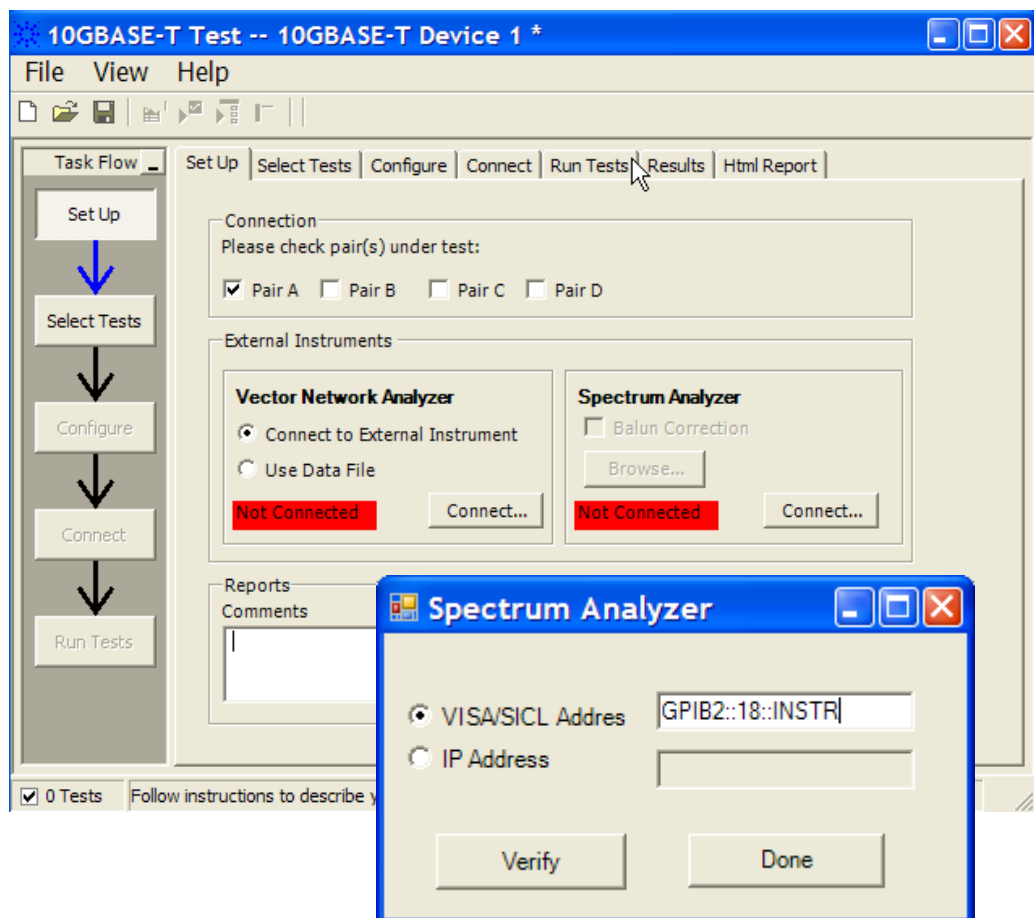 10GBASE-T Test -- 10GBASE-T Device 1 *
File View Help
Task Flow
Set Up
Select Tests
Configure
Connect
Run Tests
Set Up Select Tests Configure Connect Run Tests Results Html Report
Connection
Please check pair(s) under test:
Pair A Pair B Pair C Pair D
External Instruments
Vector Network Analyzer
Connect to External Instrument
Use Data File
Not Connected Connect...
Spectrum Analyzer
Balun Correction
Browse...
Not Connected Connect...
Reports
Comments
0 Tests Follow instructions to describe y
Spectrum Analyzer
VISA/SICL Addres GPIB2::18::INSTR
IP Address
Verify Done